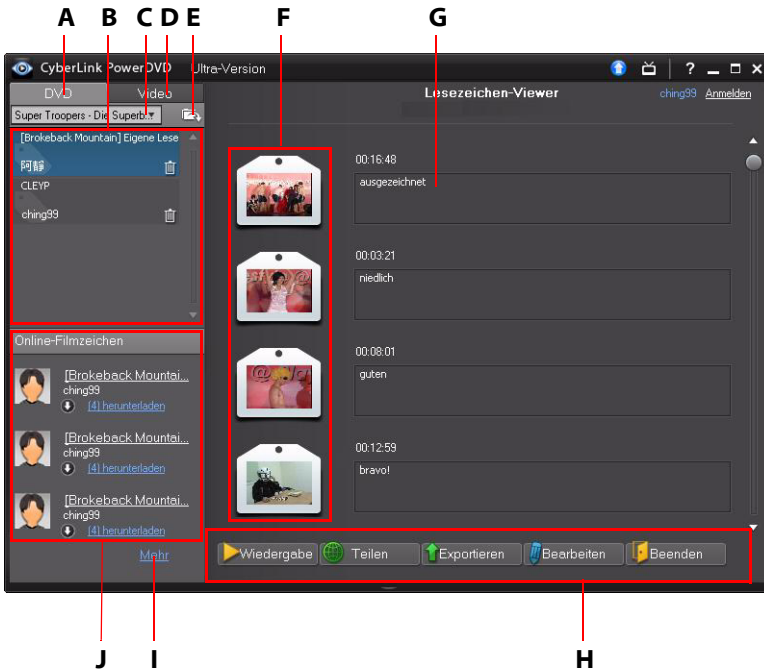 A B C D E F G
CyberLink PowerDVD Ultra-Version ?
DVD Video
Super Troopers - Die Superb...
Lesezeichen-Viewer
ching99 Anmelden
[Brokeback Mountain] Eigene Lese
阿靜
CLEYP
ching99
00:16:48
ausgezeichnet
00:03:21
niedlich
00:08:01
guten
00:12:59
bravo!
Online-Filmzeichen
[Brokeback Mountai...
ching99
[4] herunterladen
[Brokeback Mountai...
ching99
[4] herunterladen
[Brokeback Mountai...
ching99
[4] herunterladen
Mehr
Wiedergabe Teilen Exportieren Bearbeiten Beenden
J I H